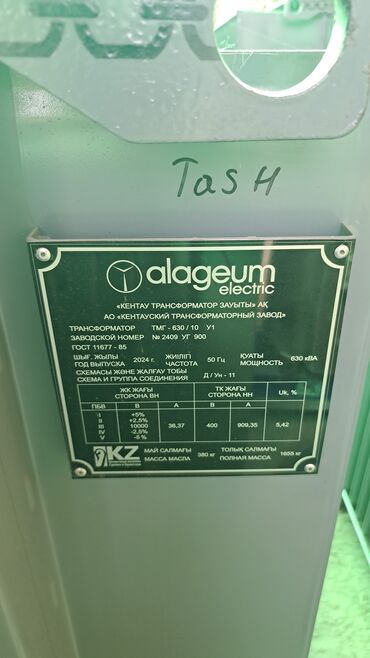 TasH
alageum
electric
«КЕНТАУ ТРАНСФОРМАТОР ЗАУЫТЫ» АҚ
АО «КЕНТАУСКИЙ ТРАНСФОРМАТОРНЫЙ ЗАВОД»
ТРАНСФОРМАТОР ТМГ - 630 / 10 У1
ЗАВОДСКОЙ НОМЕР № 2409 УГ 900
ГОСТ 11677 - 85
ШЫҒ. ЖЫЛЫ ЖИІЛІГІ ҚУАТЫ
ГОД ВЫПУСКА 2024 г. ЧАСТОТА 50 Гц МОЩНОСТЬ 630 кВА
СХЕМАСЫ ЖӘНЕ ЖАЛҒАУ ТОБЫ
СХЕМА И ГРУППА СОЕДИНЕНИЯ Д / Ун - 11
ЖК ЖАҒЫ ТК ЖАҒЫ
СТОРОНА ВН СТОРОНА НН Uk, %
ПБВ В А В А
I +5%
II +2,5%
III 10000 36,37 400 909,35 5,42
IV -2,5%
V -5%
KZ МАЙ САЛМАҒЫ ТОЛЫҚ САЛМАҒЫ
МАССА МАСЛА 380 кг ПОЛНАЯ МАССА 1655 кг